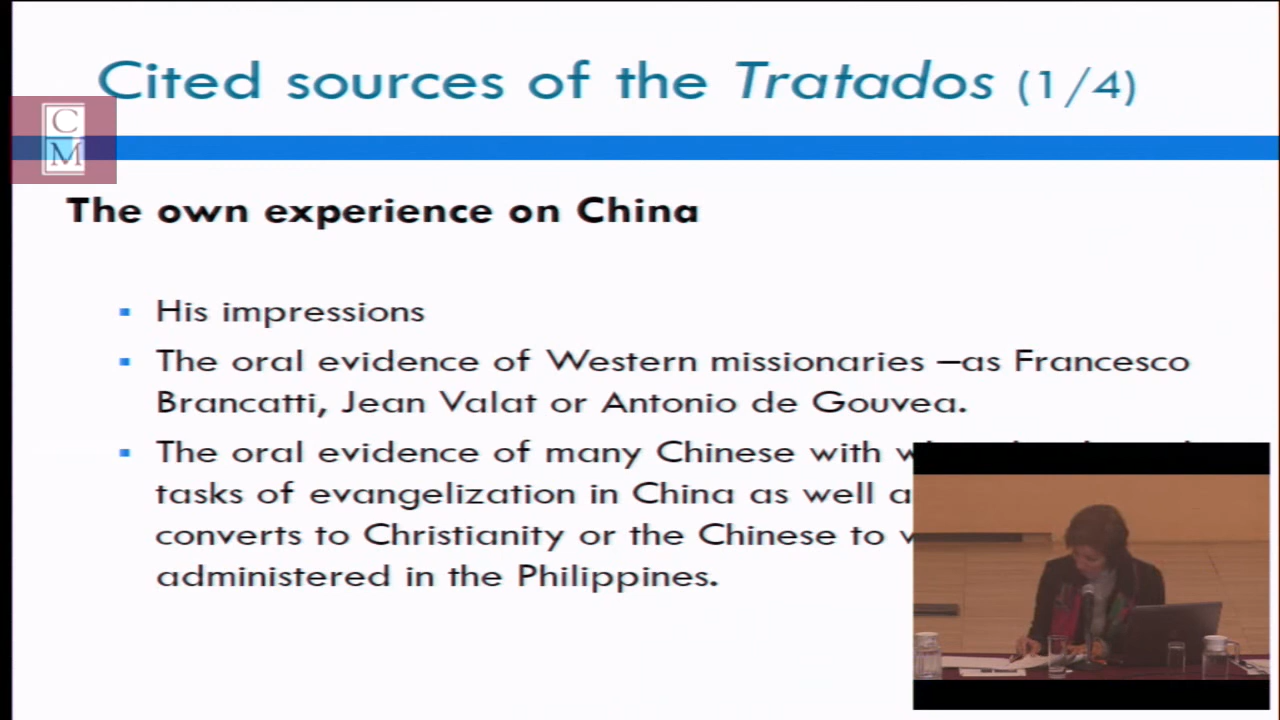 Cited sources of the Tratados (1/4)
C
M
The own experience on China
▪ His impressions
▪ The oral evidence of Western missionaries –as Francesco
Brancatti, Jean Valat or Antonio de Gouvea.
▪ The oral evidence of many Chinese with
tasks of evangelization in China as well
converts to Christianity or the Chinese to
administered in the Philippines.